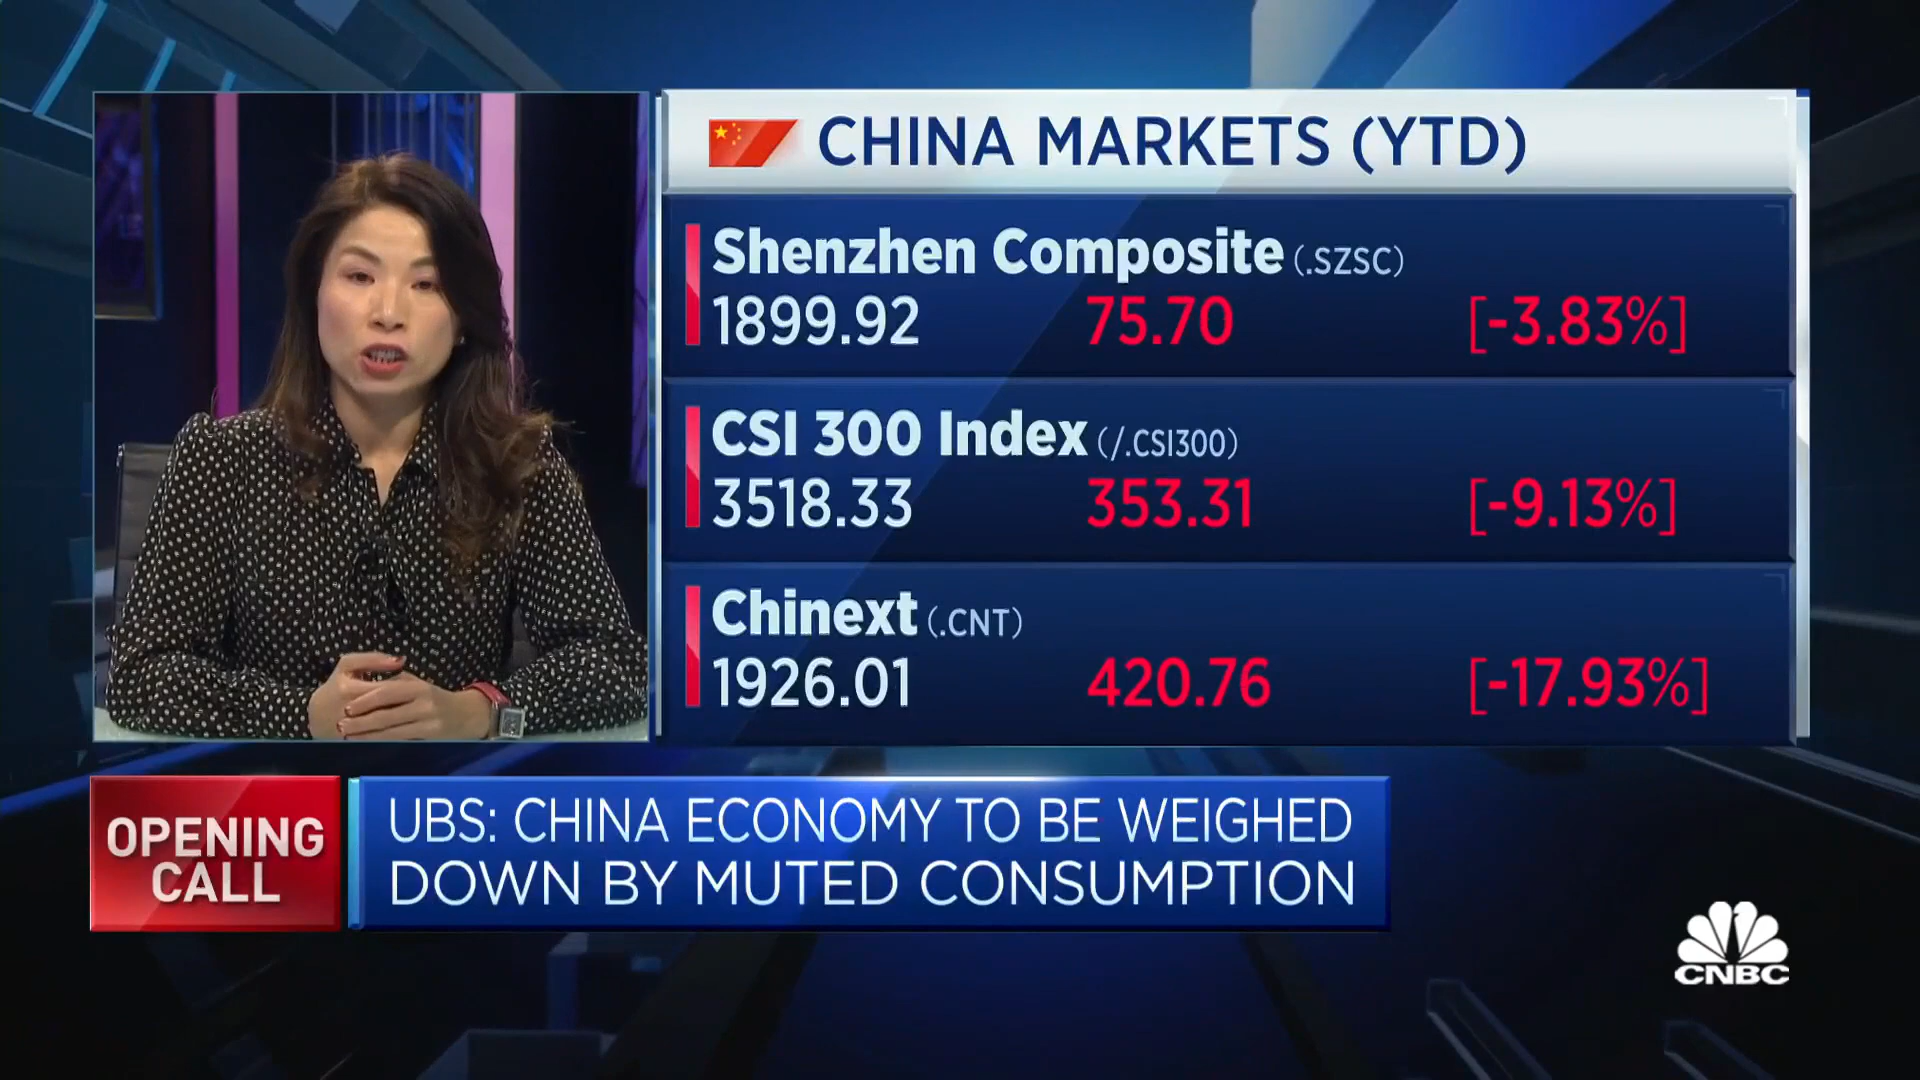 CHINA MARKETS (YTD)
Shenzhen Composite (.SZSC)
1899.92 75.70 [-3.83%]
CSI 300 Index (/.CSI300)
3518.33 353.31 [-9.13%]
Chinext (.CNT)
1926.01 420.76 [-17.93%]
OPENING
CALL
UBS: CHINA ECONOMY TO BE WEIGHED
DOWN BY MUTED CONSUMPTION
CNBC